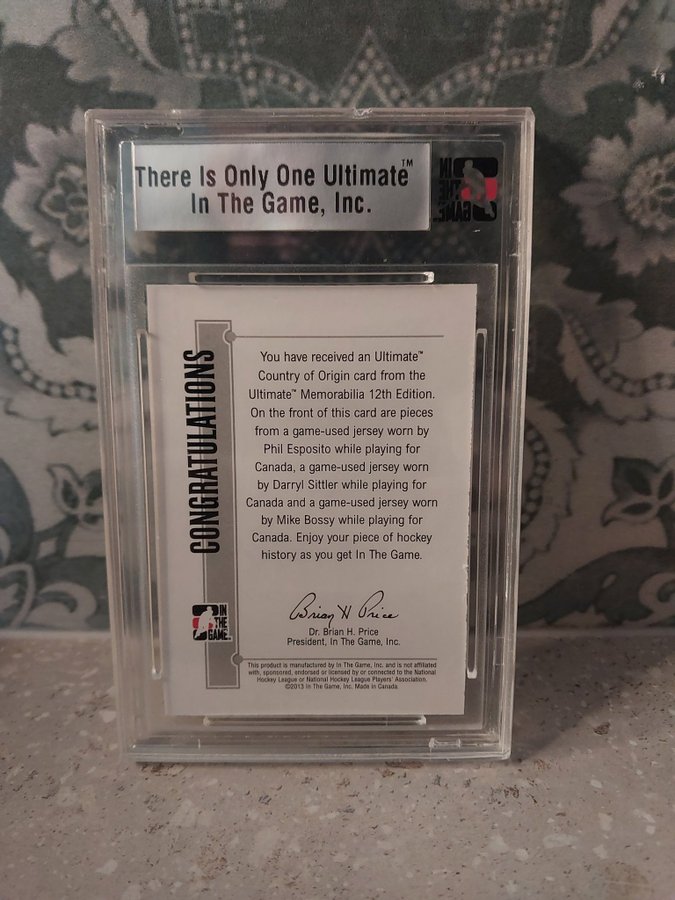 There Is Only One Ultimate™
In The Game, Inc.
IN
THE
GAME
CONGRATULATIONS
You have received an Ultimate™
Country of Origin card from the
Ultimate™ Memorabilia 12th Edition.
On the front of this card are pieces
from a game-used jersey worn by
Phil Esposito while playing for
Canada, a game-used jersey worn
by Darryl Sittler while playing for
Canada and a game-used jersey worn
by Mike Bossy while playing for
Canada. Enjoy your piece of hockey
history as you get In The Game.
Brian H Price
Dr. Brian H. Price
President, In The Game, Inc.
IN
THE
GAME
This product is manufactured by In The Game, Inc. and is not affiliated
with, sponsored, endorsed or licensed by or connected to the National
Hockey League or National Hockey League Players' Association.
©2013 In The Game, Inc. Made in Canada